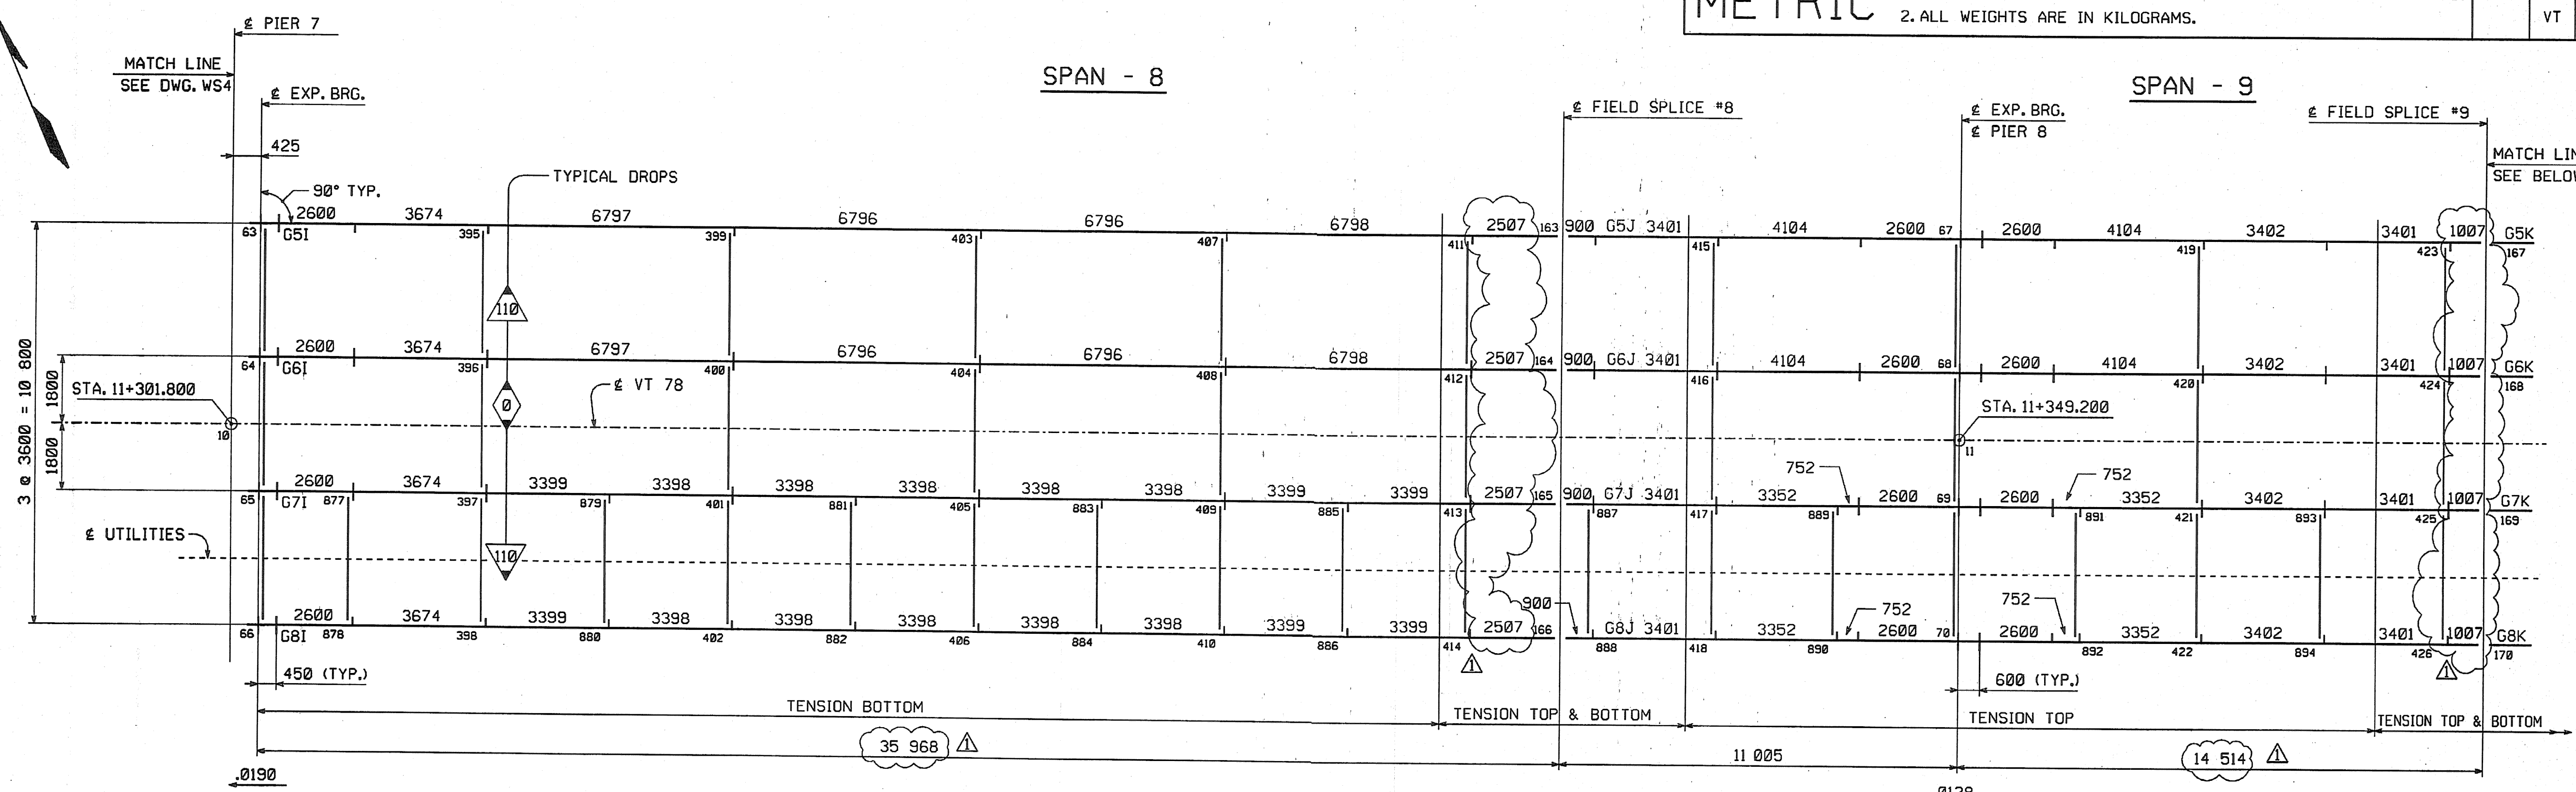 METRIC
2. ALL WEIGHTS ARE IN KILOGRAMS.
VT
℄ PIER 7
MATCH LINE
SEE DWG. WS4
℄ EXP. BRG.
425
90° TYP.
TYPICAL DROPS
SPAN - 8
℄ FIELD SPLICE #8
SPAN - 9
℄ EXP. BRG.
℄ PIER 8
℄ FIELD SPLICE #9
MATCH LIN
SEE BELOW
2600 3674 6797 6796 6796 6798 2507 163 900 G5J 3401 4104 2600 67 2600 4104 3402 3401 1007 G5K
63 G5I 395 399 403 407 411 415 419 423 167
110
2600 3674 6797 6796 6796 6798 2507 164 900 G6J 3401 4104 2600 68 2600 4104 3402 3401 1007 G6K
64 G6I 396 400 404 408 412 416 420 424 168
3 @ 3600 = 10 800
1800
1800
STA. 11+301.800
10
0
℄ VT 78
STA. 11+349.200
11
752
752
2600 3674 3399 3398 3398 3398 3398 3398 3399 3399 2507 165 900 G7J 3401 3352 2600 69 2600 3352 3402 3401 1007 G7K
65 G7I 877 397 879 401 881 405 883 409 885 413 887 417 889 891 421 893 425 169
℄ UTILITIES
110
900
752
752
2600 3674 3399 3398 3398 3398 3398 3398 3399 3399 2507 166 G8J 3401 3352 2600 70 2600 3352 3402 3401 1007 G8K
66 G8I 878 398 880 402 882 406 884 410 886 414 888 418 890 892 422 894 426 170
1
1
450 (TYP.)
600 (TYP.)
TENSION BOTTOM
TENSION TOP & BOTTOM
TENSION TOP
TENSION TOP & BOTTOM
35 968
1
11 005
14 514
1
.0190